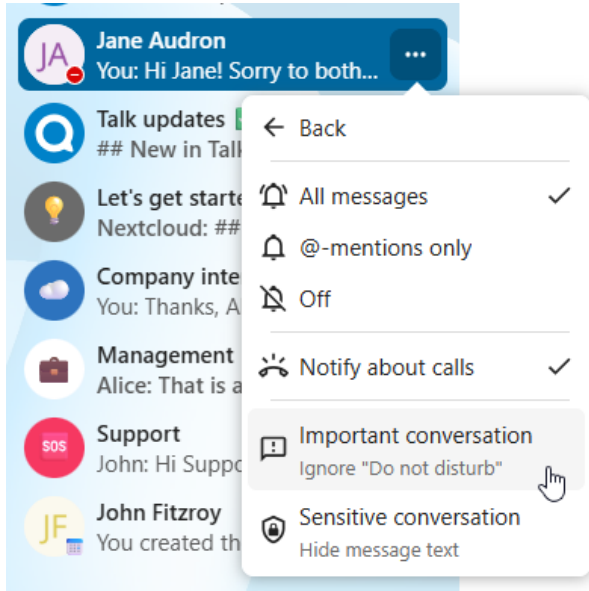 JA
Jane Audron
You: Hi Jane! Sorry to both...
Talk updates
## New in Talk
Let's get starte
Nextcloud: ##
Company inte
You: Thanks, A
Management
Alice: That is a
SOS
Support
John: Hi Suppo
JF
John Fitzroy
You created th
Back
All messages
@-mentions only
Off
Notify about calls
Important conversation
Ignore "Do not disturb"
Sensitive conversation
Hide message text